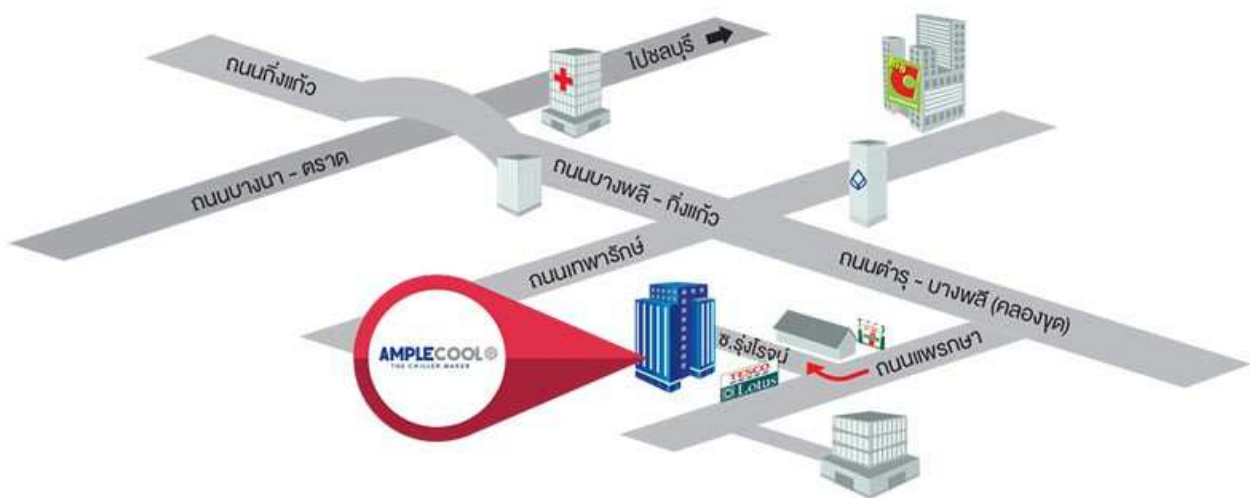 ไปชลบุรี
ถนนกิ่งแก้ว
ถนนบางนา - ตราด
ถนนบางพลี - กิ่งแก้ว
ถนนเทพารักษ์
ถนนตำรุ - บางพลี (คลองขุด)
AMPLECOOL
THE CHILLER MAKER
ซ.รุ่งโรจน์
ถนนแพรกษา
TESCO
Lotus